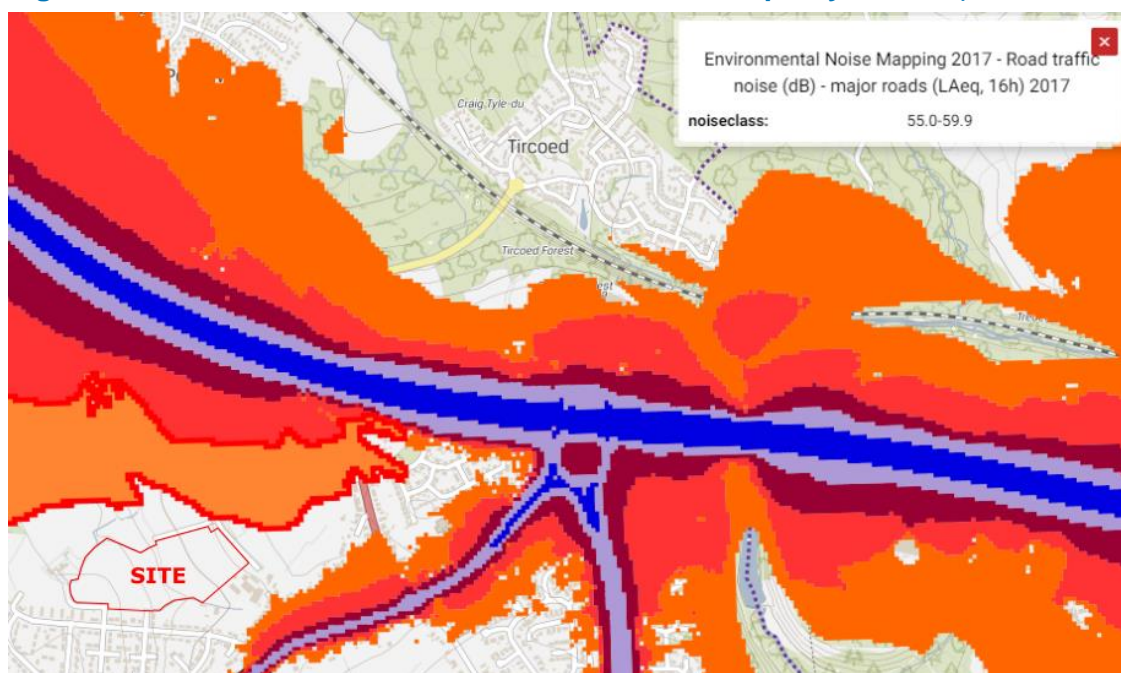 Environmental Noise Mapping 2017 - Road traffic
noise (dB) - major roads (LAeq, 16h) 2017
noiseclass: 55.0-59.9
Craig Tyle-du
Tircoed
Tircoed Forest
SITE